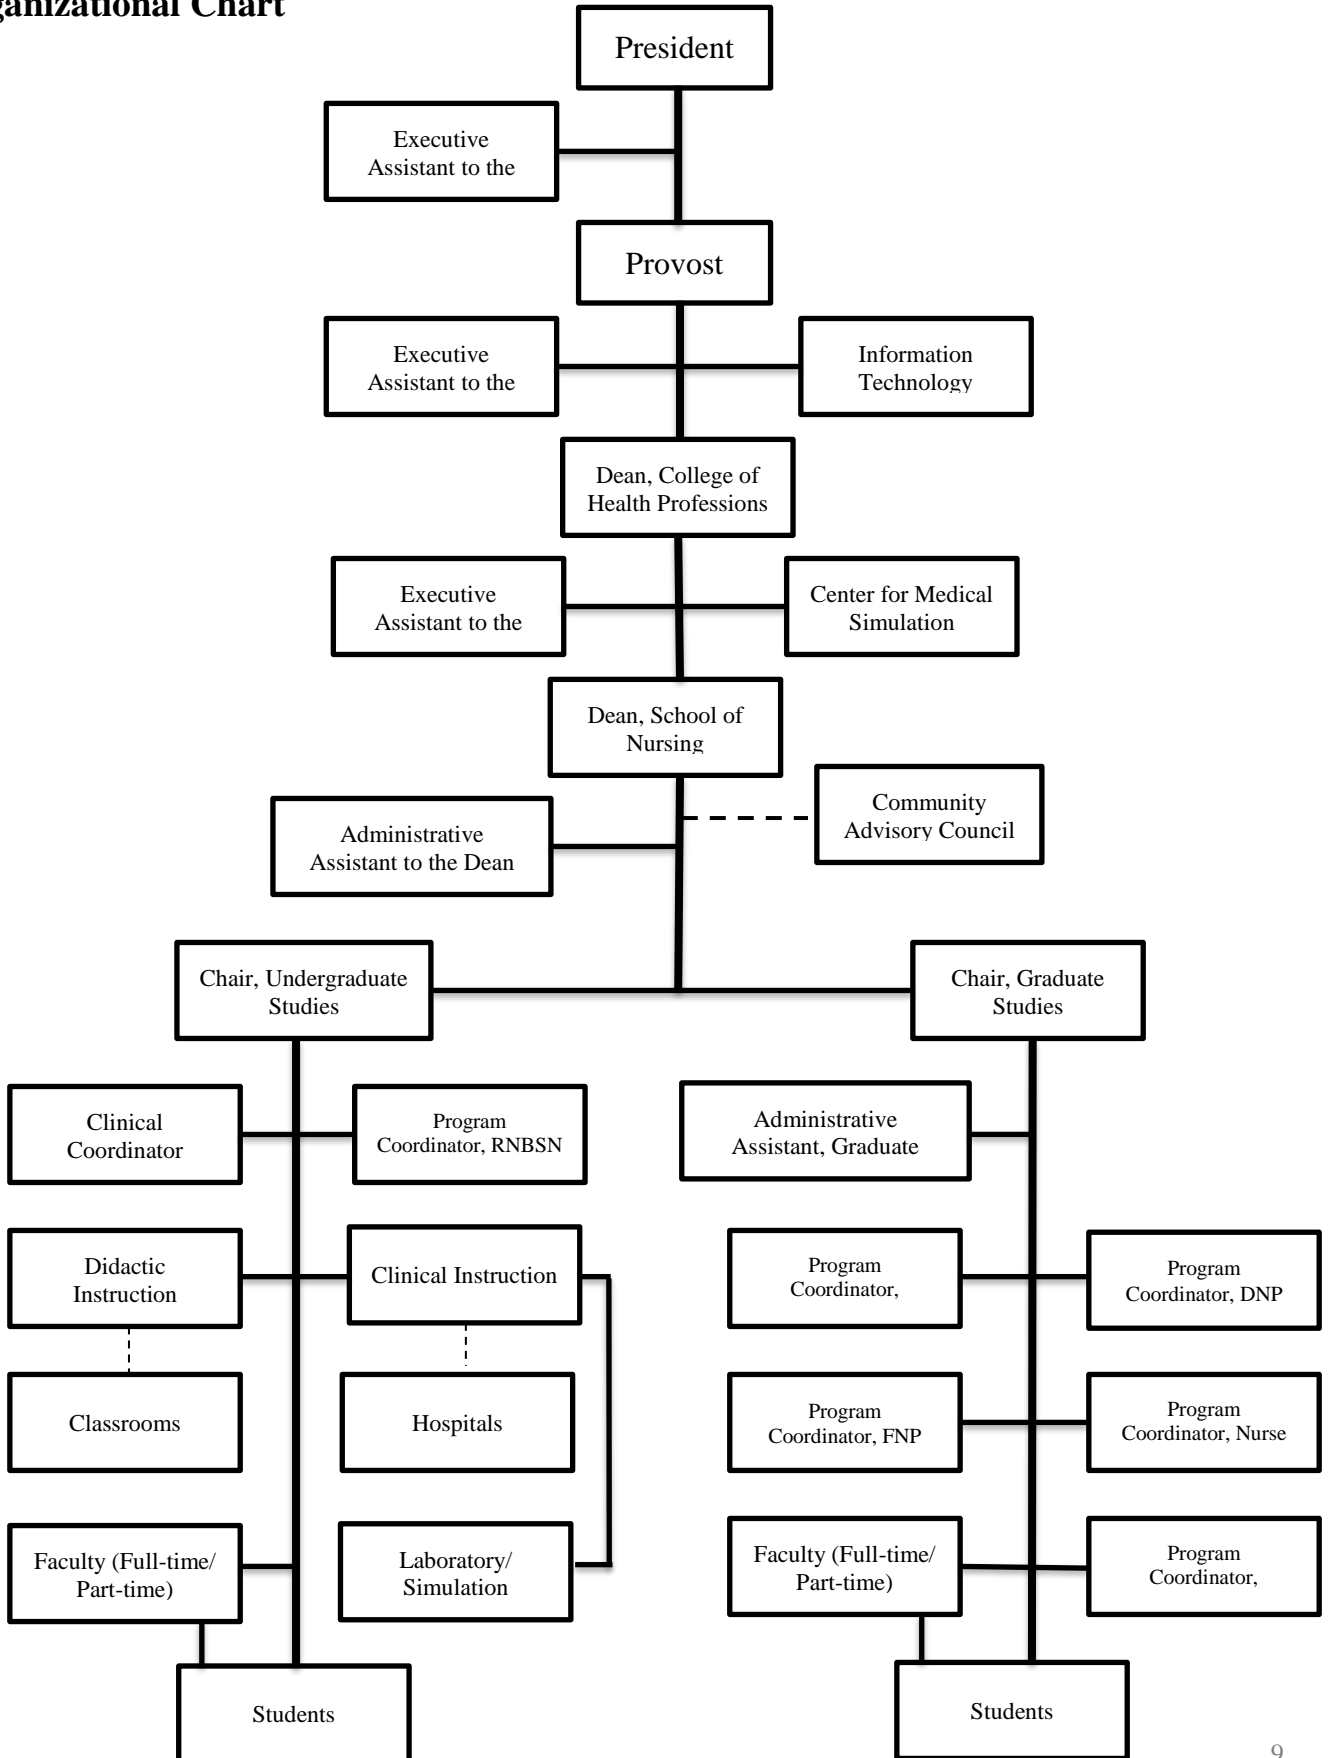 ganizational Chart
President
Executive
Assistant to the
Provost
Executive
Assistant to the
Information
Technology
Dean, College of
Health Professions
Executive
Assistant to the
Center for Medical
Simulation
Dean, School of
Nursing
Community
Advisory Council
Administrative
Assistant to the Dean
Chair, Undergraduate
Studies
Chair, Graduate
Studies
Clinical
Coordinator
Program
Coordinator, RNBSN
Administrative
Assistant, Graduate
Didactic
Instruction
Clinical Instruction
Program
Coordinator,
Program
Coordinator, DNP
Classrooms
Hospitals
Program
Coordinator, FNP
Program
Coordinator, Nurse
Faculty (Full-time/
Part-time)
Laboratory/
Simulation
Faculty (Full-time/
Part-time)
Program
Coordinator,
Students
Students
9